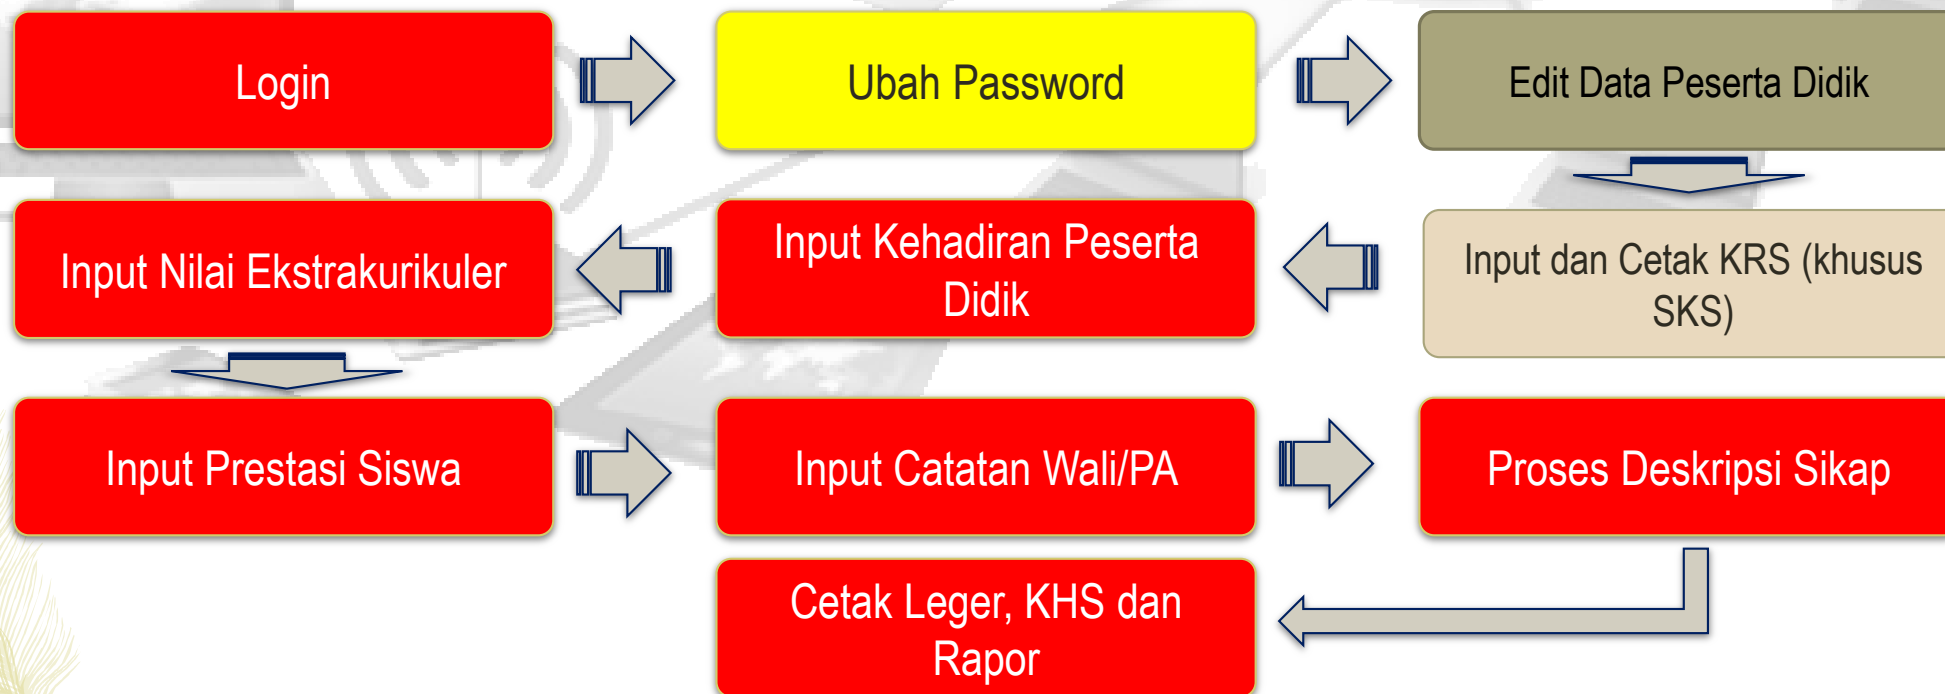 Login
Ubah Password
Edit Data Peserta Didik
Input Nilai Ekstrakurikuler
Input Kehadiran Peserta
Didik
Input dan Cetak KRS (khusus
SKS)
Input Prestasi Siswa
Input Catatan Wali/PA
Proses Deskripsi Sikap
Cetak Leger, KHS dan
Rapor